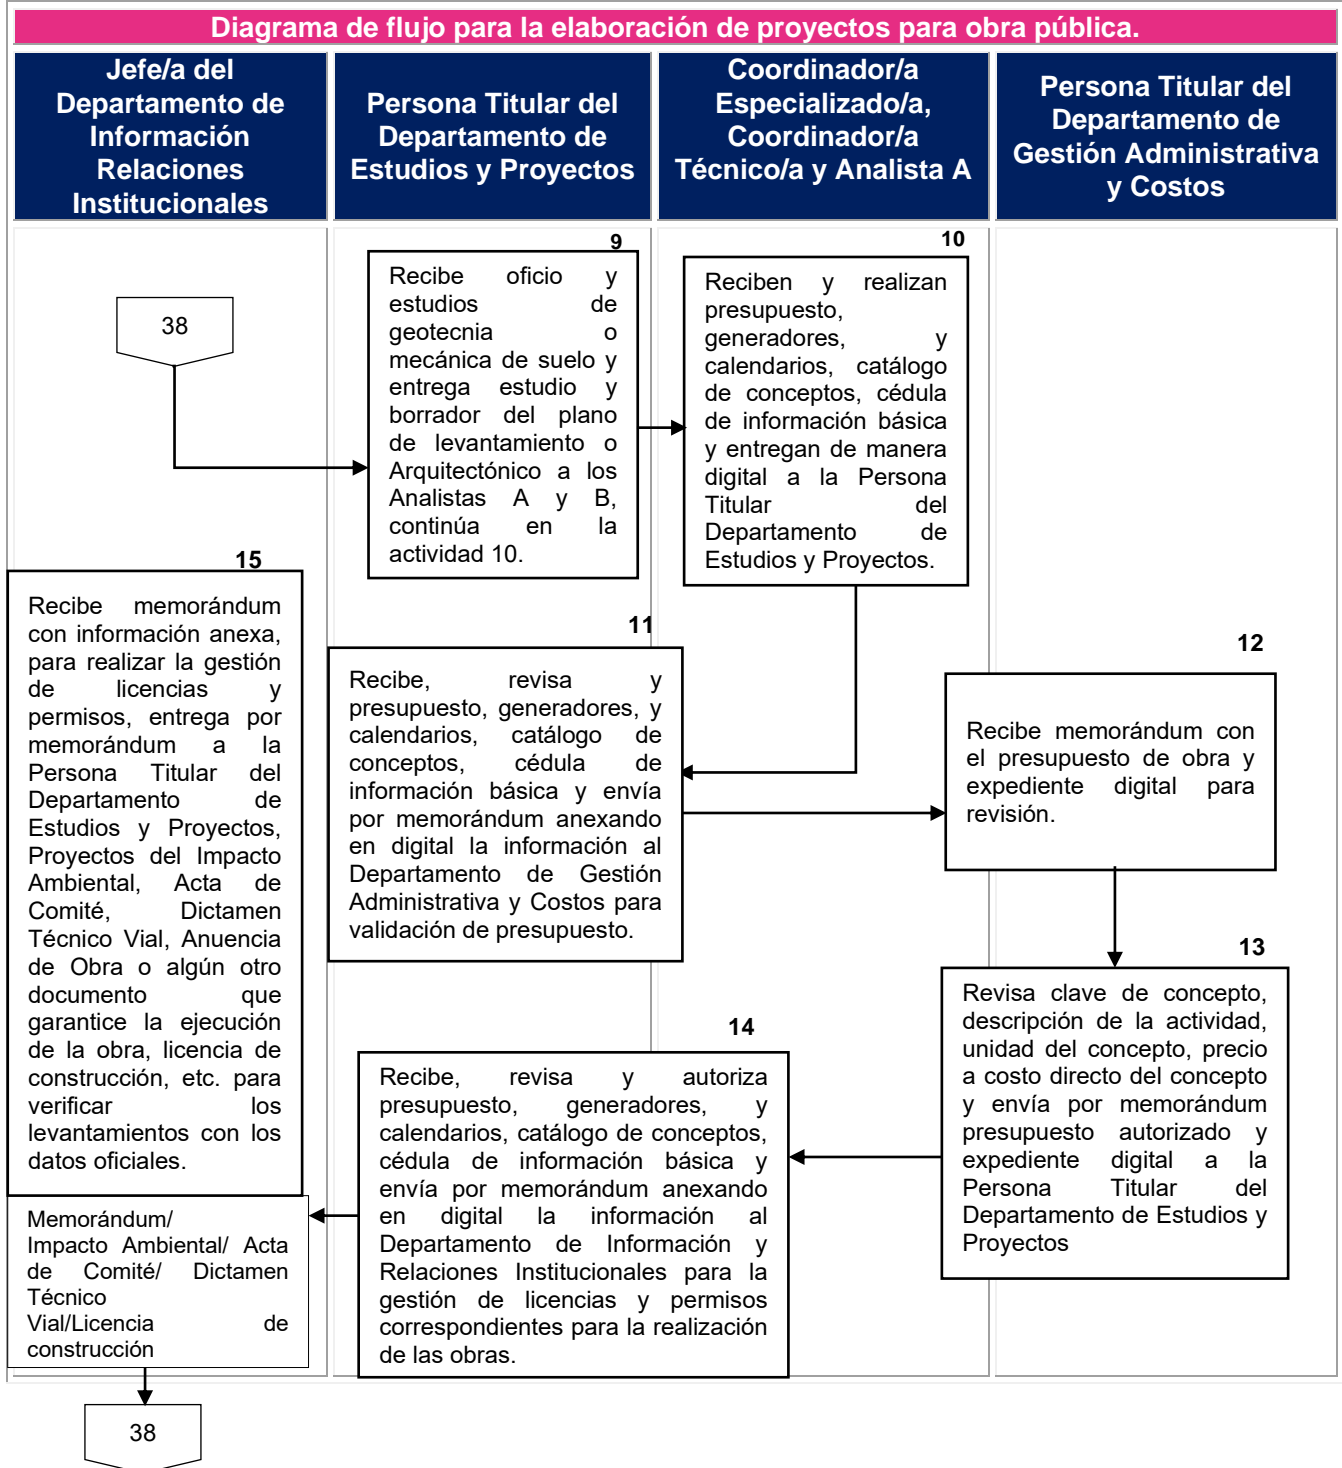 Diagrama de flujo para la elaboración de proyectos para obra pública.
Jefe/a del
Departamento de
Información
Relaciones
Institucionales
Persona Titular del
Departamento de
Estudios y Proyectos
Coordinador/a
Especializado/a,
Coordinador/a
Técnico/a y Analista A
Persona Titular del
Departamento de
Gestión Administrativa
y Costos
38
9
Recibe oficio y
estudios de
geotecnia o
mecánica de suelo y
entrega estudio y
borrador del plano
de levantamiento o
Arquitectónico a los
Analistas A y B,
continúa en la
actividad 10.
10
Reciben y realizan
presupuesto,
generadores, y
calendarios, catálogo
de conceptos, cédula
de información básica
y entregan de manera
digital a la Persona
Titular del
Departamento de
Estudios y Proyectos.
11
Recibe, revisa y
presupuesto, generadores, y
calendarios, catálogo de
conceptos, cédula de
información básica y envía
por memorándum anexando
en digital la información al
Departamento de Gestión
Administrativa y Costos para
validación de presupuesto.
12
Recibe memorándum con
el presupuesto de obra y
expediente digital para
revisión.
13
Revisa clave de concepto,
descripción de la actividad,
unidad del concepto, precio
a costo directo del concepto
y envía por memorándum
presupuesto autorizado y
expediente digital a la
Persona Titular del
Departamento de Estudios y
Proyectos
14
Recibe, revisa y autoriza
presupuesto, generadores, y
calendarios, catálogo de conceptos,
cédula de información básica y
envía por memorándum anexando
en digital la información al
Departamento de Información y
Relaciones Institucionales para la
gestión de licencias y permisos
correspondientes para la realización
de las obras.
15
Recibe memorándum
con información anexa,
para realizar la gestión
de licencias y
permisos, entrega por
memorándum a la
Persona Titular del
Departamento de
Estudios y Proyectos,
Proyectos del Impacto
Ambiental, Acta de
Comité, Dictamen
Técnico Vial, Anuencia
de Obra o algún otro
documento que
garantice la ejecución
de la obra, licencia de
construcción, etc. para
verificar los
levantamientos con los
datos oficiales.
Memorándum/
Impacto Ambiental/ Acta
de Comité/ Dictamen
Técnico
Vial/Licencia de
construcción
38